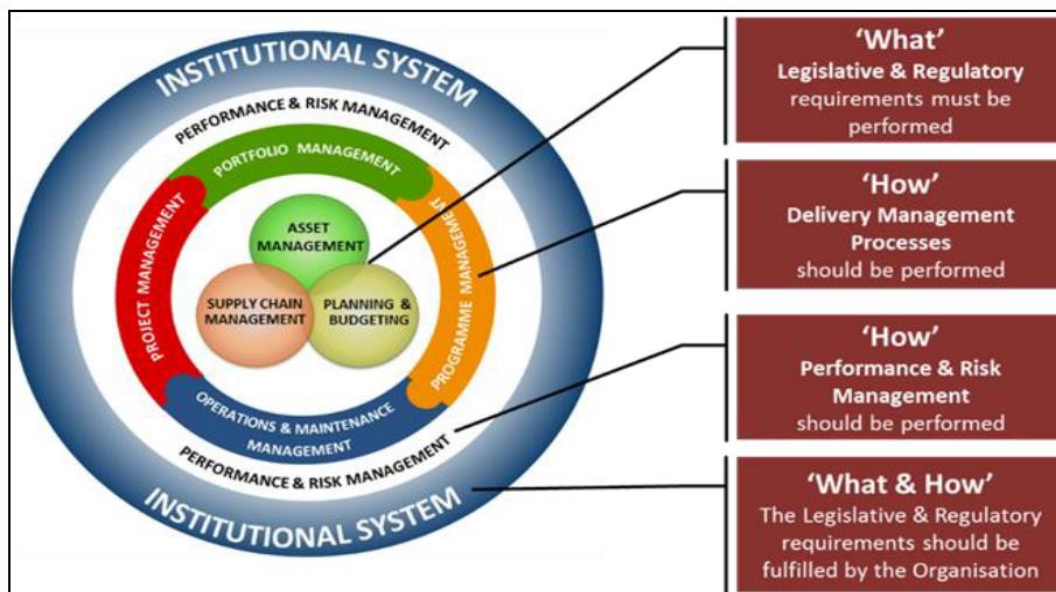 INSTITUTIONAL SYSTEM
PERFORMANCE & RISK MANAGEMENT
PORTFOLIO MANAGEMENT
PROJECT MANAGEMENT
PROGRAMME MANAGEMENT
ASSET
MANAGEMENT
SUPPLY CHAIN
MANAGEMENT
PLANNING &
BUDGETING
OPERATIONS & MAINTENANCE
MANAGEMENT
PERFORMANCE & RISK MANAGEMENT
INSTITUTIONAL SYSTEM
'What'
Legislative & Regulatory
requirements must be
performed
'How'
Delivery Management
Processes
should be performed
'How'
Performance & Risk
Management
should be performed
'What & How'
The Legislative & Regulatory
requirements should be
fulfilled by the Organisation